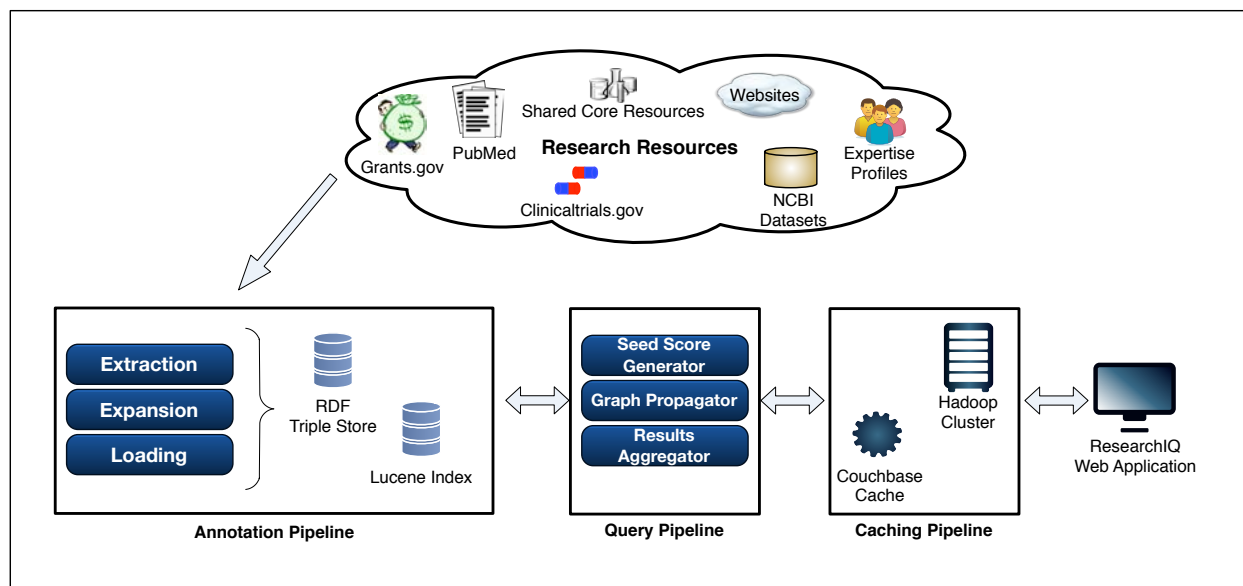 Shared Core Resources
Websites
Grants.gov
PubMed
Research Resources
Expertise
Profiles
Clinicaltrials.gov
NCBI
Datasets
Extraction
Expansion
Loading
RDF
Triple Store
Lucene Index
Annotation Pipeline
Seed Score
Generator
Graph Propagator
Results
Aggregator
Query Pipeline
Hadoop
Cluster
Couchbase
Cache
Caching Pipeline
ResearchIQ
Web Application